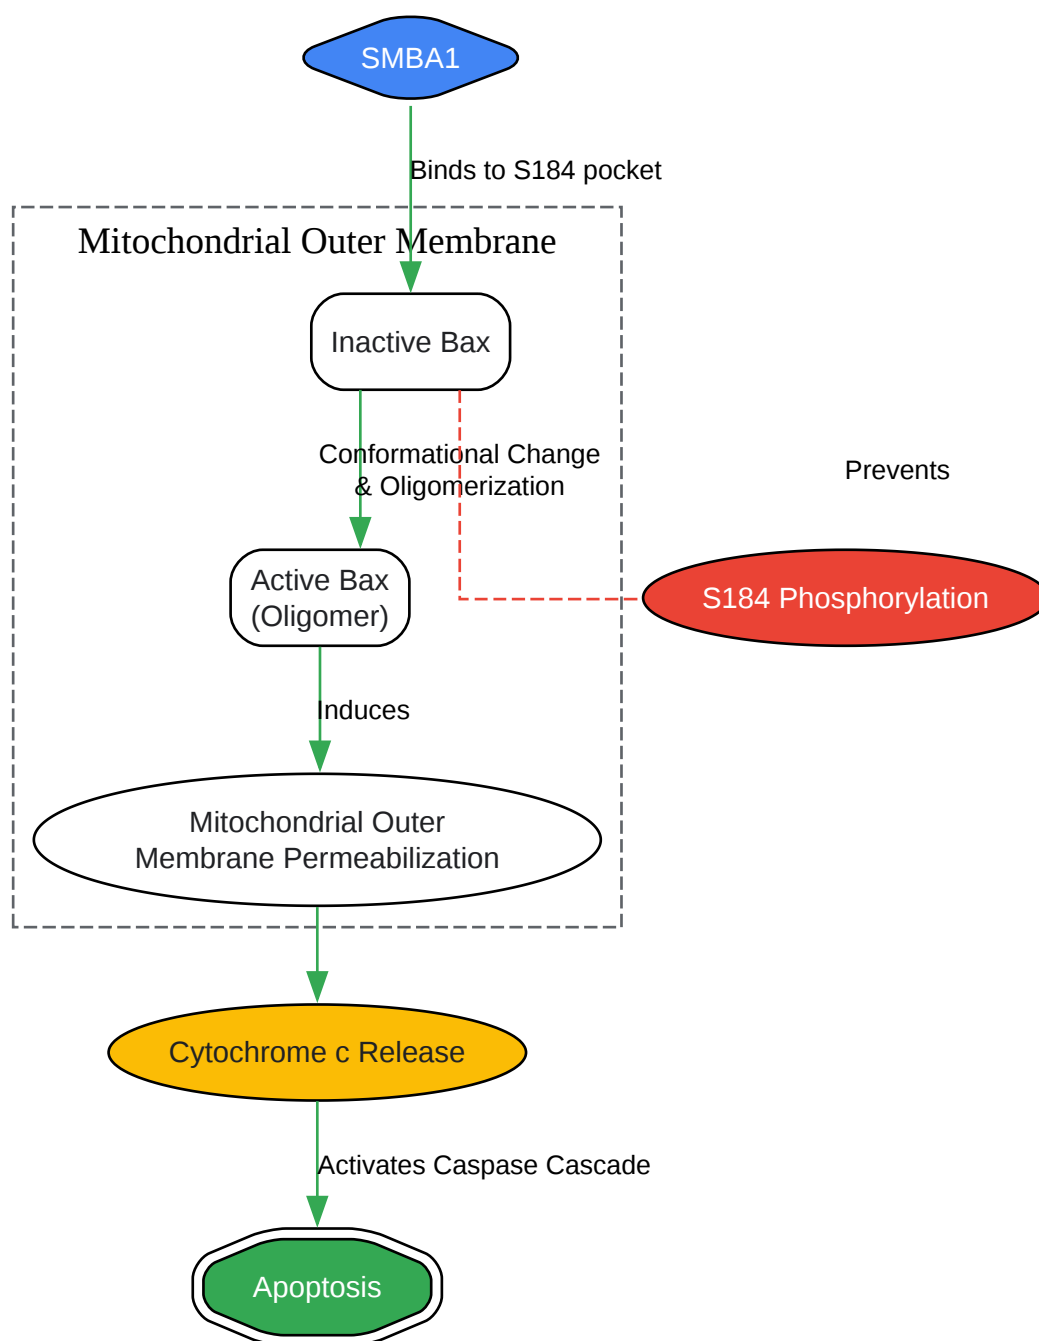 SMBA1
Binds to S184 pocket
Mitochondrial Outer Membrane
Inactive Bax
Conformational Change
& Oligomerization
Prevents
Active Bax
(Oligomer)
S184 Phosphorylation
Induces
Mitochondrial Outer
Membrane Permeabilization
Cytochrome c Release
Activates Caspase Cascade
Apoptosis